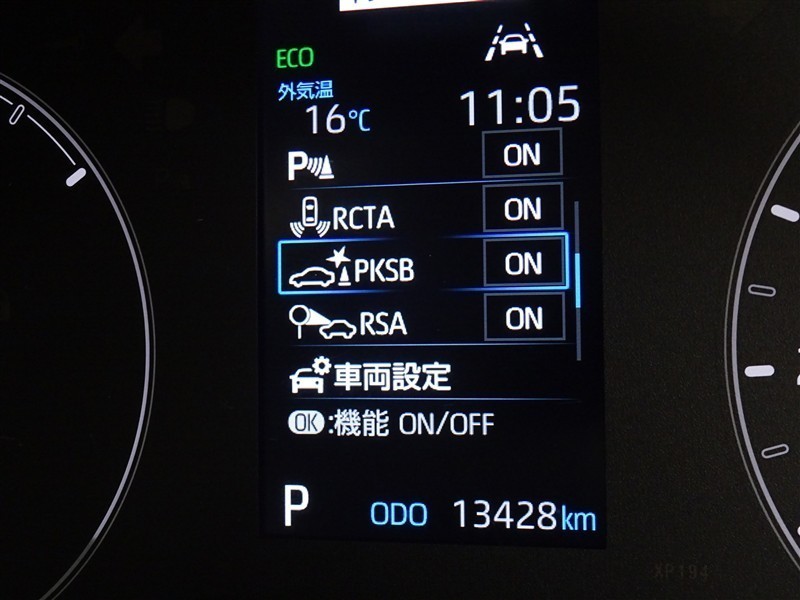 ECO
外気温
16℃ 11:05
P ON
RCTA ON
PKSB ON
RSA ON
車両設定
OK:機能 ON/OFF
P ODO 13428km
XP194